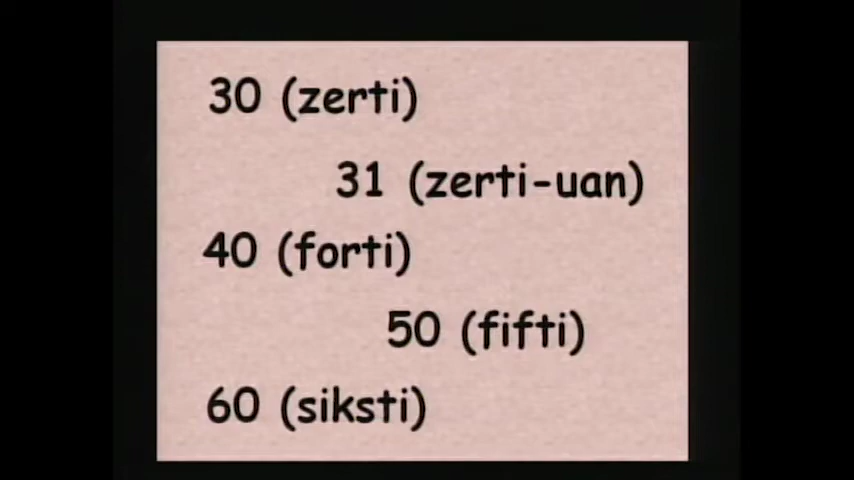 30 (zerti)
31 (zerti-uan)
40 (forti)
50 (fifti)
60 (siksti)